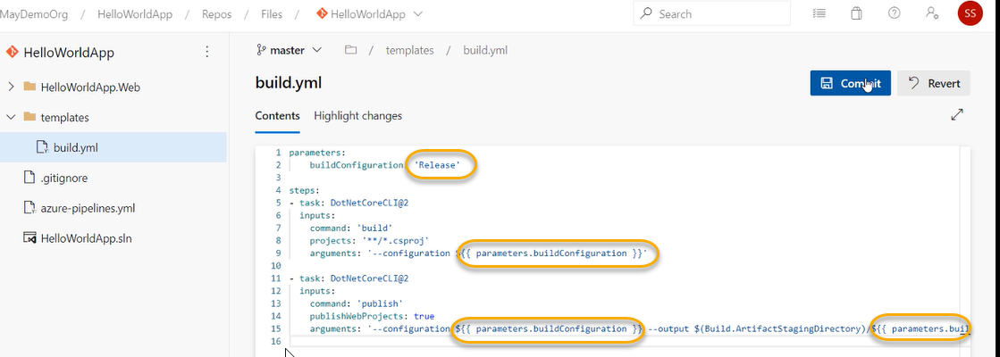 MayDemoOrg / HelloWorldApp / Repos / Files / HelloWorldApp
Search
SS
HelloWorldApp
HelloWorldApp.Web
templates
build.yml
.gitignore
azure-pipelines.yml
HelloWorldApp.sln
master / templates / build.yml
build.yml
Commit
Revert
Contents
Highlight changes
1 parameters:
2 buildConfiguration 'Release'
3
4 steps:
5 - task: DotNetCoreCLI@2
6 inputs:
7 command: 'build'
8 projects: '**/*.csproj'
9 arguments: '--configuration ${{ parameters.buildConfiguration }}'
10
11 - task: DotNetCoreCLI@2
12 inputs:
13 command: 'publish'
14 publishWebProjects: true
15 arguments: '--configuration ${{ parameters.buildConfiguration }} --output $(Build.ArtifactStagingDirectory)/${{ parameters.buil
16